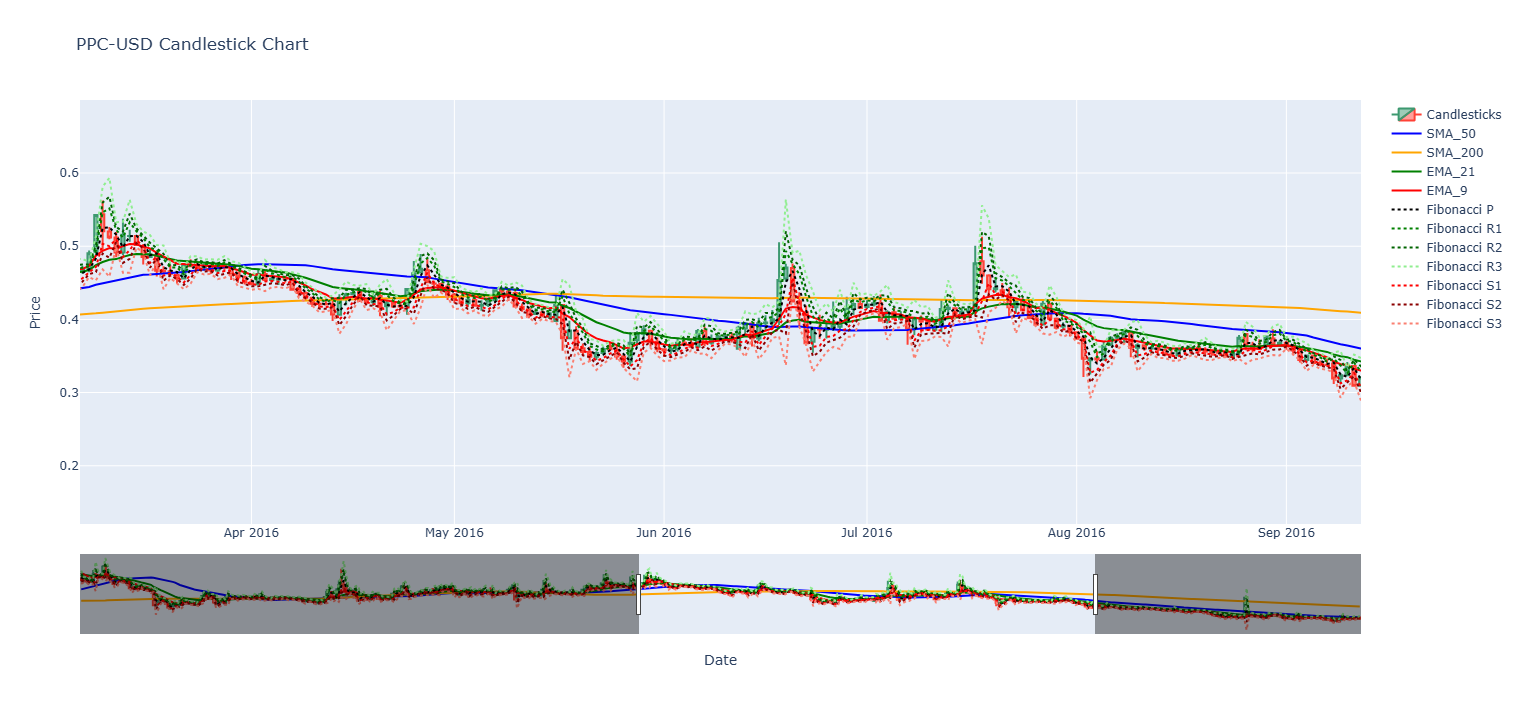 PPC-USD Candlestick Chart
Price
0.6
0.5
0.4
0.3
0.2
Apr 2016
May 2016
Jun 2016
Jul 2016
Aug 2016
Sep 2016
Date
Candlesticks
SMA_50
SMA_200
EMA_21
EMA_9
Fibonacci P
Fibonacci R1
Fibonacci R2
Fibonacci R3
Fibonacci S1
Fibonacci S2
Fibonacci S3